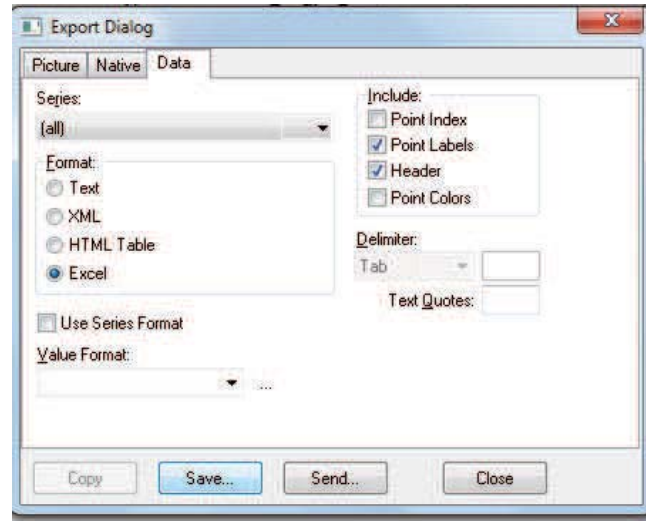 Export Dialog
Picture Native Data
Series:
(all)
Format:
Text
XML
HTML Table
Excel
Use Series Format
Value Format:
...
Include:
Point Index
Point Labels
Header
Point Colors
Delimiter:
Tab
Text Quotes:
Copy Save... Send... Close